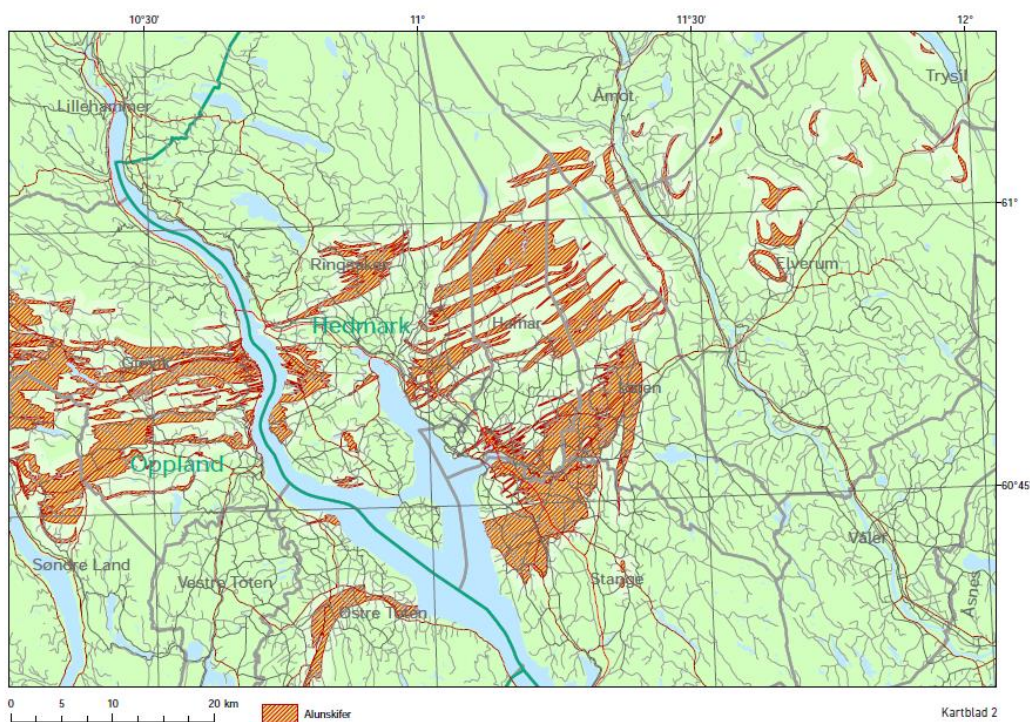 10°30'
11°
11°30'
12°
Lillehammer
Åmot
Trysil
61°
Ringsaker
Elverum
Hedmark
Hamar
Gjøvik
Løten
Oppland
60°45'
Søndre Land
Vestre Toten
Østre Toten
Stange
Våler
Åsnes
0 5 10 20 km
Alunskifer
Kartblad 2